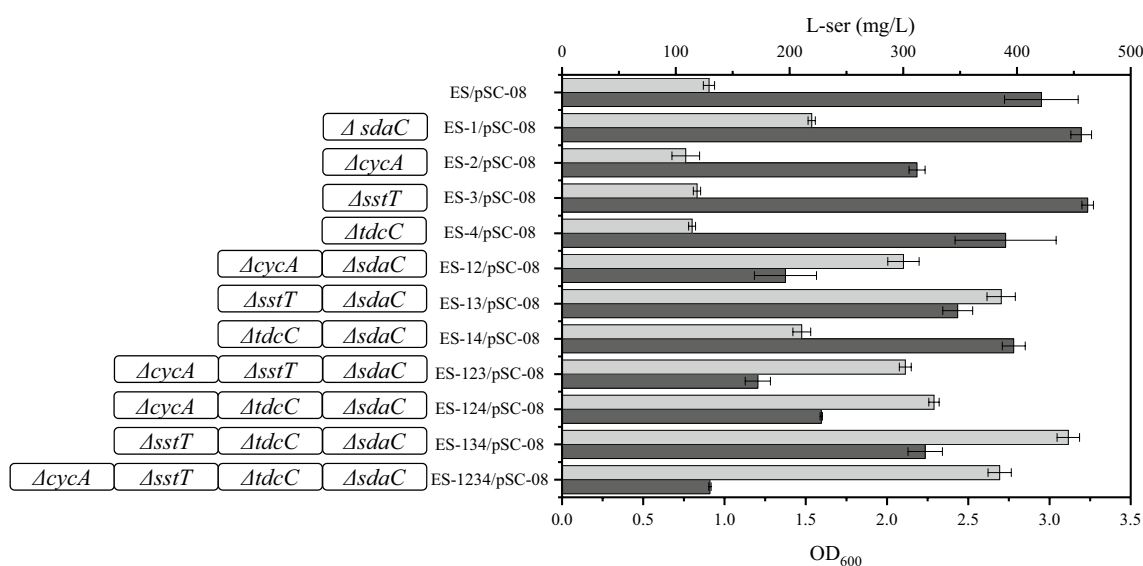 L-ser (mg/L)
0 100 200 300 400 500
ES/pSC-08
Δ sdaC ES-1/pSC-08
ΔcycA ES-2/pSC-08
ΔsstT ES-3/pSC-08
ΔtdcC ES-4/pSC-08
ΔcycA ΔsdaC ES-12/pSC-08
ΔsstT ΔsdaC ES-13/pSC-08
ΔtdcC ΔsdaC ES-14/pSC-08
ΔcycA ΔsstT ΔsdaC ES-123/pSC-08
ΔcycA ΔtdcC ΔsdaC ES-124/pSC-08
ΔsstT ΔtdcC ΔsdaC ES-134/pSC-08
ΔcycA ΔsstT ΔtdcC ΔsdaC ES-1234/pSC-08
0.0 0.5 1.0 1.5 2.0 2.5 3.0 3.5
OD₆₀₀